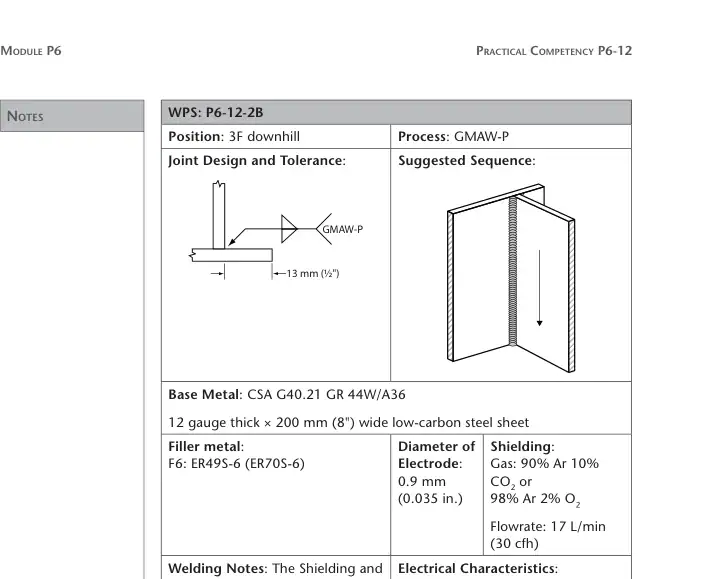 MODULE P6
PRACTICAL COMPETENCY P6-12
NOTES
WPS: P6-12-2B
Position: 3F downhill
Process: GMAW-P
Joint Design and Tolerance:
GMAW-P
13 mm (½")
Suggested Sequence:
Base Metal: CSA G40.21 GR 44W/A36
12 gauge thick × 200 mm (8") wide low-carbon steel sheet
Filler metal:
F6: ER49S-6 (ER70S-6)
Diameter of
Electrode:
0.9 mm
(0.035 in.)
Shielding:
Gas: 90% Ar 10%
CO₂ or
98% Ar 2% O₂
Flowrate: 17 L/min
(30 cfh)
Welding Notes: The Shielding and
Electrical Characteristics: